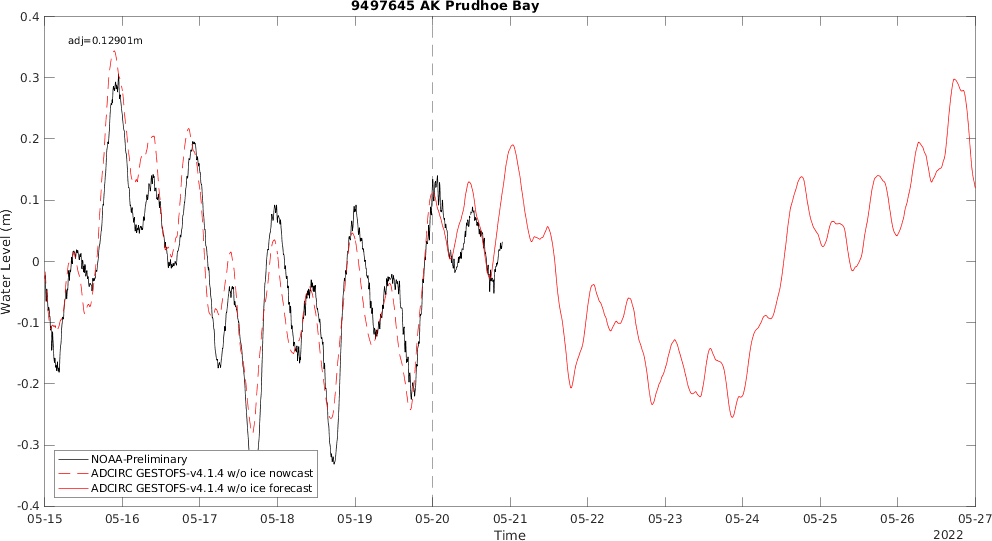 9497645 AK Prudhoe Bay
adj=0.12901m
0.4
0.3
0.2
0.1
0
-0.1
-0.2
-0.3
-0.4
Water Level (m)
NOAA-Preliminary
ADCIRC GESTOFS-v4.1.4 w/o ice nowcast
ADCIRC GESTOFS-v4.1.4 w/o ice forecast
05-15 05-16 05-17 05-18 05-19 05-20 05-21 05-22 05-23 05-24 05-25 05-26 05-27
Time
2022